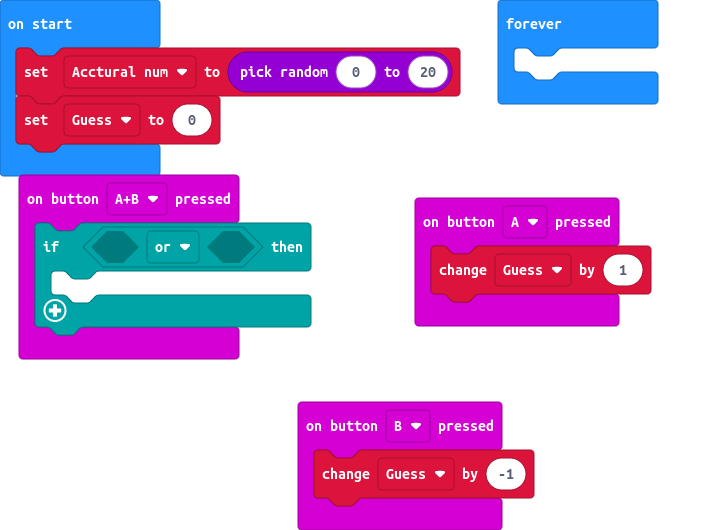 on start
set Acctural num to pick random 0 to 20
set Guess to 0
forever
on button A+B pressed
if or then
on button A pressed
change Guess by 1
on button B pressed
change Guess by -1